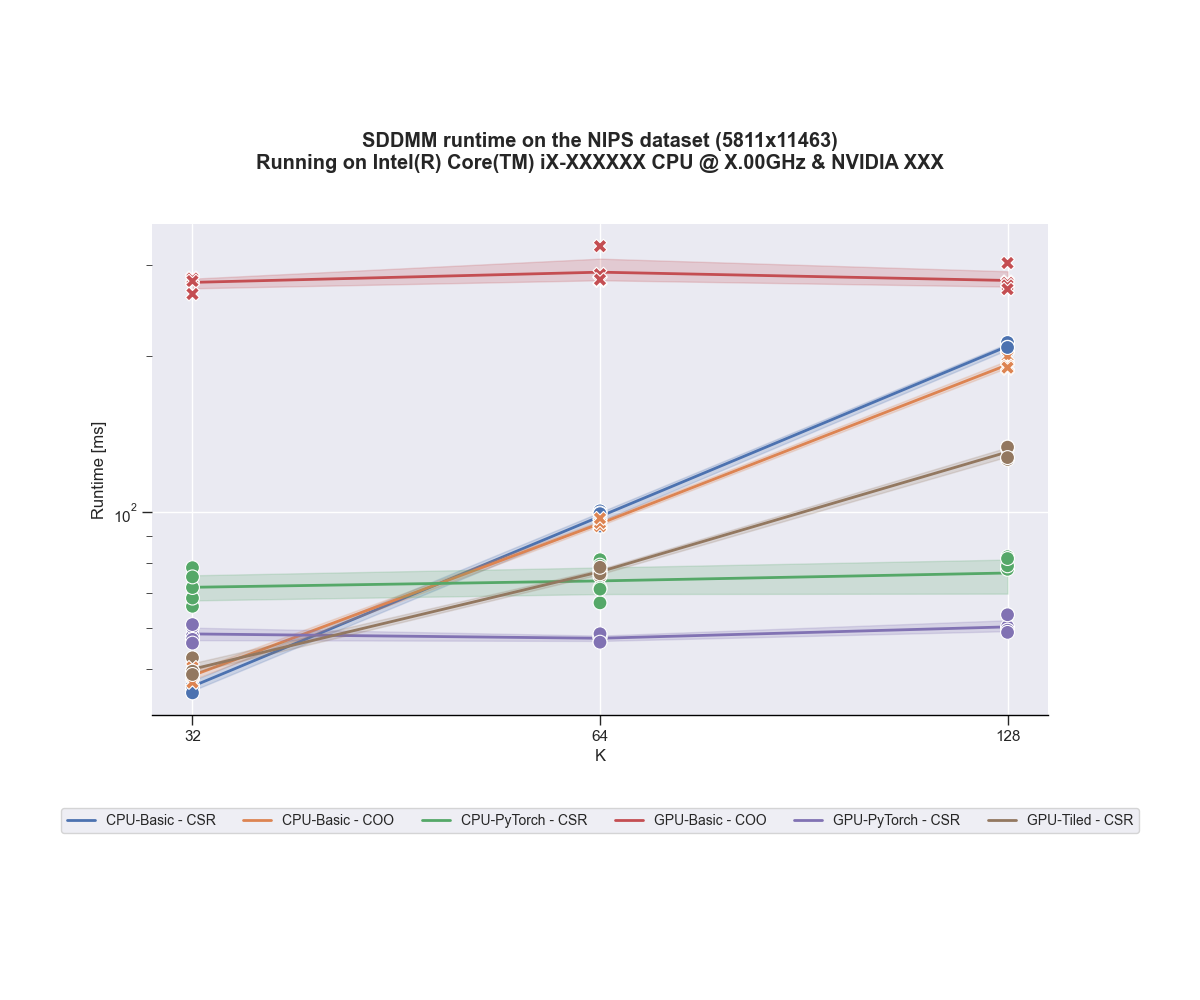 SDDMM runtime on the NIPS dataset (5811x11463)
Running on Intel(R) Core(TM) iX-XXXXXX CPU @ X.00GHz & NVIDIA XXX
Runtime [ms]
10²
32 64 128
K
CPU-Basic - CSR CPU-Basic - COO CPU-PyTorch - CSR GPU-Basic - COO GPU-PyTorch - CSR GPU-Tiled - CSR